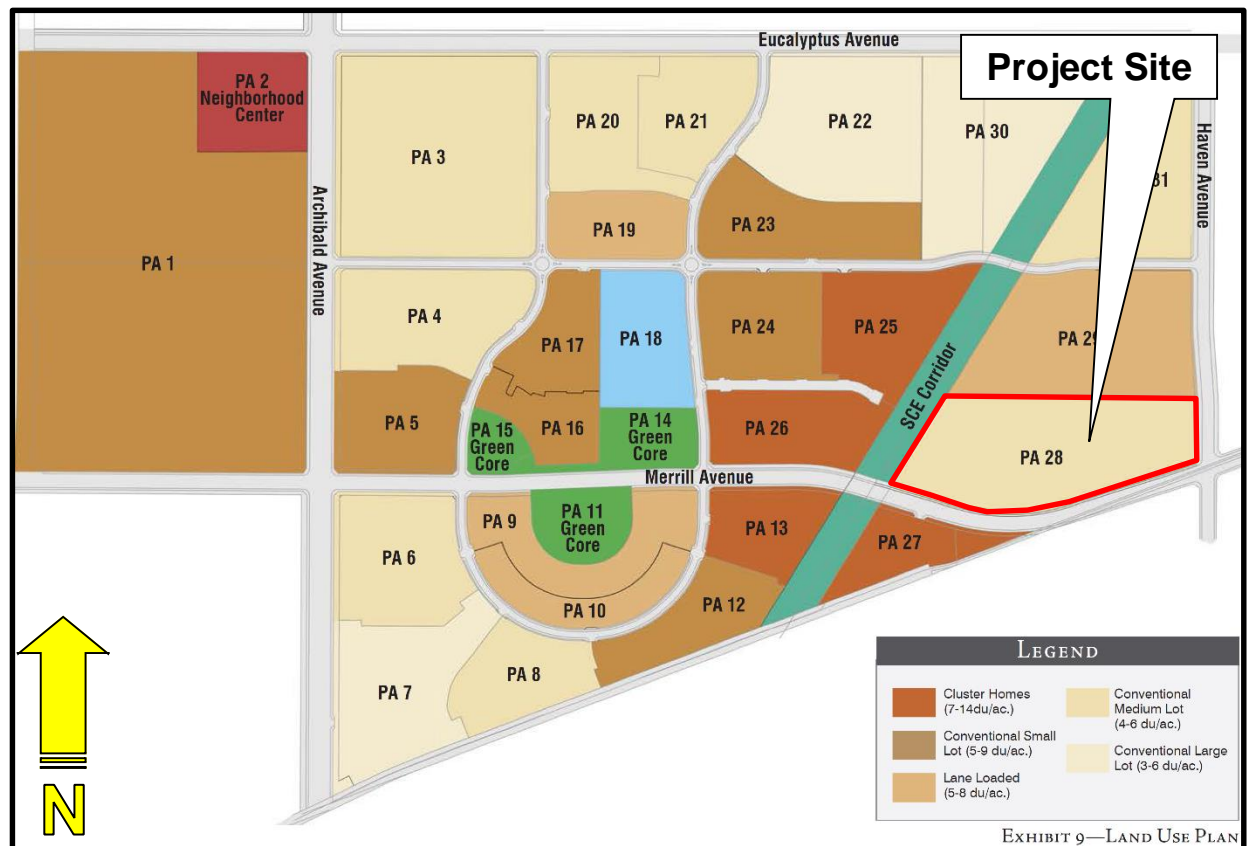 Eucalyptus Avenue
Project Site
PA 2
Neighborhood
Center
PA 20
PA 21
PA 22
PA 30
PA 3
Haven Avenue
31
Archibald Avenue
PA 19
PA 23
PA 1
PA 4
PA 17
PA 18
PA 24
PA 25
PA 29
SCE Corridor
PA 5
PA 15
Green
Core
PA 16
PA 14
Green
Core
PA 26
PA 28
Merrill Avenue
PA 9
PA 11
Green
Core
PA 13
PA 27
PA 6
PA 10
PA 12
PA 7
PA 8
N
LEGEND
Cluster Homes
(7-14du/ac.)
Conventional Small
Lot (5-9 du/ac.)
Lane Loaded
(5-8 du/ac.)
Conventional
Medium Lot
(4-6 du/ac.)
Conventional Large
Lot (3-6 du/ac.)
EXHIBIT 9—LAND USE PLAN